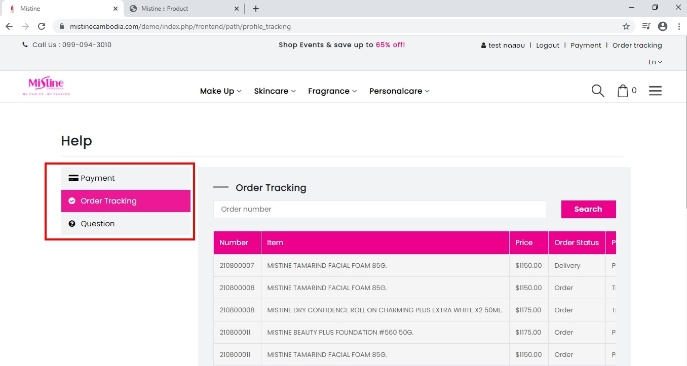 Mistine
Mistine :: Product
mistinecambodia.com/deme/index.php/frontend/path/profile_tracking
Call Us : 099-094-3010
Shop Events & save up to 65% off!
test naapu | Logout | Payment | Order tracking
En
MiStine
Make Up Skincare Fragrance Personalcare
0
Help
Payment
Order Tracking
Question
Order Tracking
Order number
Search
Number Item Price Order Status P
210800007 MISTINE TAMARIND FACIAL FOAM 85G. $1150.00 Delivery P
210800008 MISTINE TAMARIND FACIAL FOAM 85G. $1150.00 Order
210800008 MISTINE DRY CONFIDENCE ROLL ON CHARMING PLUS EXTRA WHITE X2 50ML $1175.00 Order
210800011 MISTINE BEAUTY PLUS FOUNDATION #560 50G. $1175.00 Order P
210800011 MISTINE TAMARIND FACIAL FOAM 85G. $1150.00 Order P